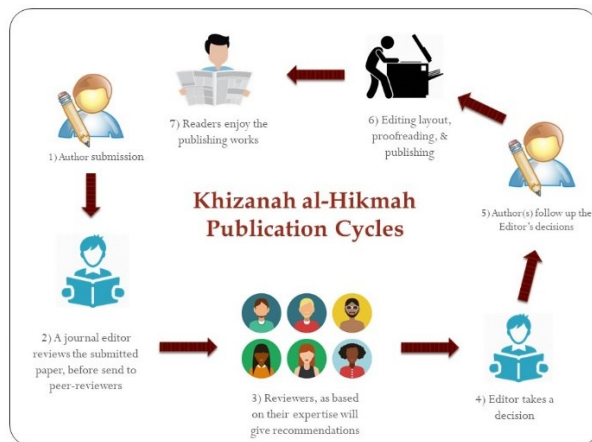 Khizanah al-Hikmah
Publication Cycles
1) Author submission
2) A journal editor
reviews the submitted
paper, before send to
peer-reviewers
3) Reviewers, as based
on their expertise will
give recommendations
4) Editor takes a
decision
5) Author(s) follow up the
Editor's decisions
6) Editing layout,
proofreading, &
publishing
7) Readers enjoy the
publishing works